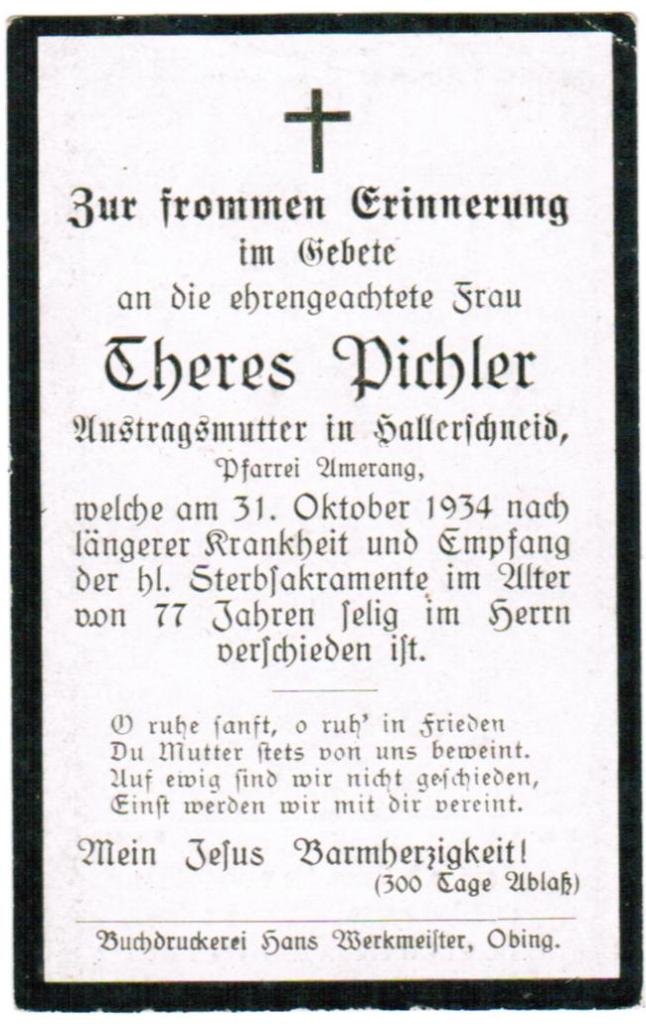 Zur frommen Erinnerung
im Gebete
an die ehrengeachtete Frau
Theres Pichler
Austragsmutter in Hallerschneid,
Pfarrei Amerang,
welche am 31. Oktober 1934 nach
längerer Krankheit und Empfang
der hl. Sterbsakramente im Alter
von 77 Jahren selig im Herrn
verschieden ist.
O ruhe sanft, o ruh' in Frieden
Du Mutter stets von uns beweint.
Auf ewig sind wir nicht geschieden,
Einst werden wir mit dir vereint.
Mein Jesus Barmherzigkeit!
(300 Tage Ablaß)
Buchdruckerei Hans Werkmeister, Obing.